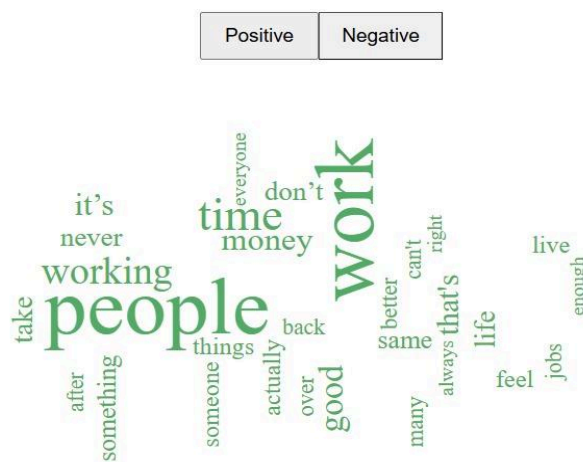 Positive Negative
everyone
work
don’t
it's
time
never
money
right
can't
live
working
enough
people
take
better
that's
life
back
same
things
always
actually
jobs
after
something
someone
over
good
feel
many